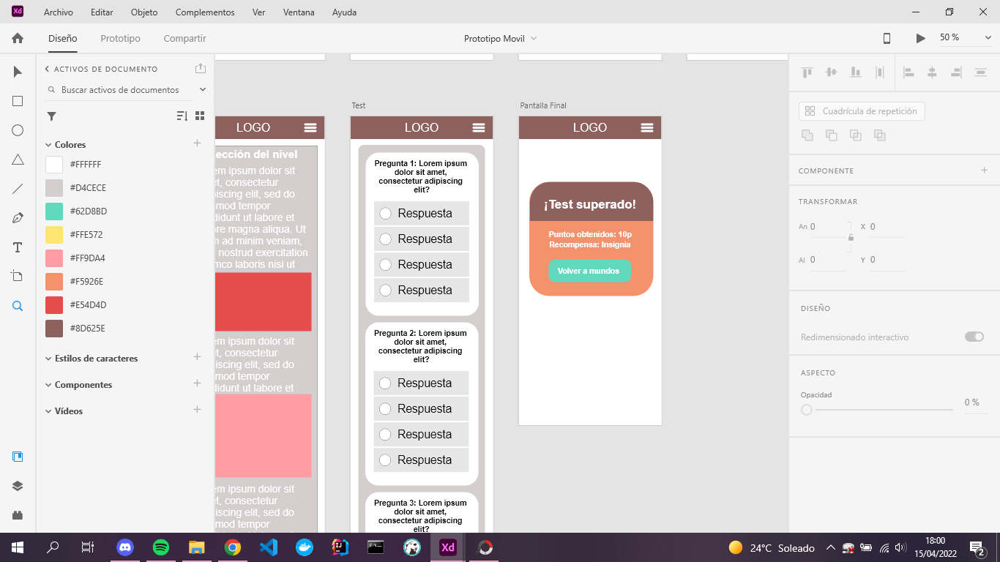 Xd
Archivo
Editar
Objeto
Complementos
Ver
Ventana
Ayuda
Diseño
Prototipo
Compartir
Prototipo Movil
50 %
ACTIVOS DE DOCUMENTO
Buscar activos de documentos
Colores
#FFFFFF
#D4CECE
#62D8BD
#FFE572
#FF9DA4
#F5926E
#E54D4D
#8D625E
Estilos de caracteres
Componentes
Vídeos
LOGO
ección del nivel
em ipsum dolor sit
t, consectetur
iscing elit, sed do
mod tempor
didunt ut labore et
re magna aliqua. Ut
n ad minim veniam,
nostrud exercitation
mco laboris nisi ut
em ipsum dolor sit
t, consectetur
iscing elit, sed do
mod tempor
didunt ut labore et
em ipsum dolor sit
t, consectetur
iscing elit, sed do
mod tempor
Test
LOGO
Pregunta 1: Lorem ipsum
dolor sit amet,
consectetur adipiscing
elit?
Respuesta
Respuesta
Respuesta
Respuesta
Pregunta 2: Lorem ipsum
dolor sit amet,
consectetur adipiscing
elit?
Respuesta
Respuesta
Respuesta
Respuesta
Pregunta 3: Lorem ipsum
dolor sit amet,
consectetur adipiscing
elit?
Pantalla Final
LOGO
¡Test superado!
Puntos obtenidos: 10p
Recompensa: Insignia
Volver a mundos
Cuadrícula de repetición
COMPONENTE
TRANSFORMAR
An 0
X 0
Al 0
Y 0
DISEÑO
Redimensionado interactivo
ASPECTO
Opacidad
0 %
Xd
24°C Soleado
18:00
15/04/2022
2